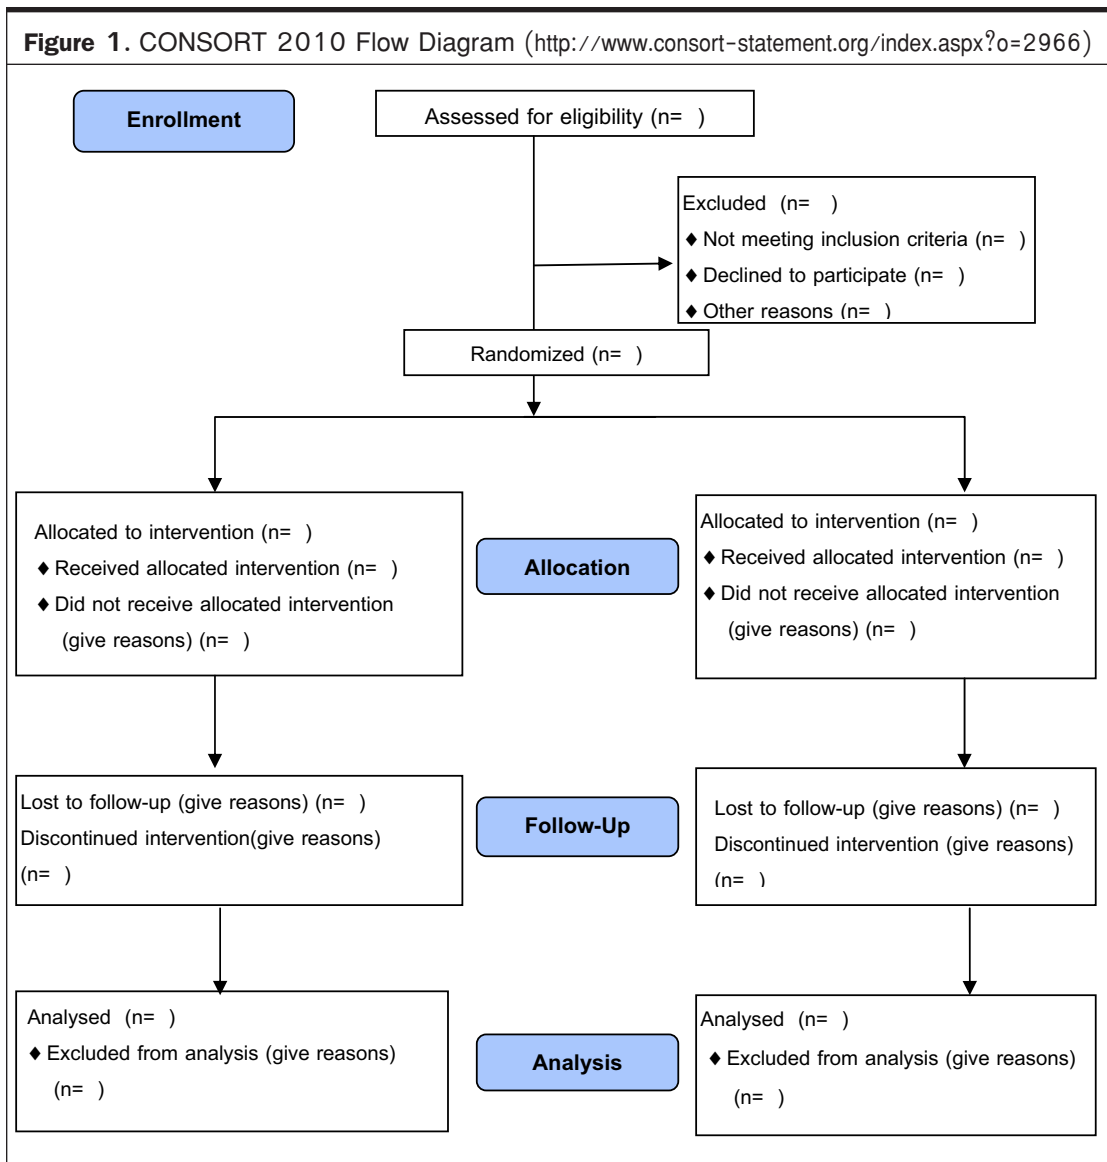 Figure 1. CONSORT 2010 Flow Diagram (http://www.consort-statement.org/index.aspx?o=2966)
Enrollment
Assessed for eligibility (n=  )
Excluded  (n=   )
♦ Not meeting inclusion criteria (n=  )
♦ Declined to participate (n=  )
♦ Other reasons (n=  )
Randomized (n=  )
Allocated to intervention (n=  )
♦ Received allocated intervention (n=  )
♦ Did not receive allocated intervention
(give reasons) (n=  )
Allocation
Allocated to intervention (n=  )
♦ Received allocated intervention (n=  )
♦ Did not receive allocated intervention
(give reasons) (n=  )
Lost to follow-up (give reasons) (n=  )
Discontinued intervention(give reasons)
(n=  )
Follow-Up
Lost to follow-up (give reasons) (n=  )
Discontinued intervention (give reasons)
(n=  )
Analysed  (n=  )
♦ Excluded from analysis (give reasons)
(n=  )
Analysis
Analysed  (n=  )
♦ Excluded from analysis (give reasons)
(n=  )